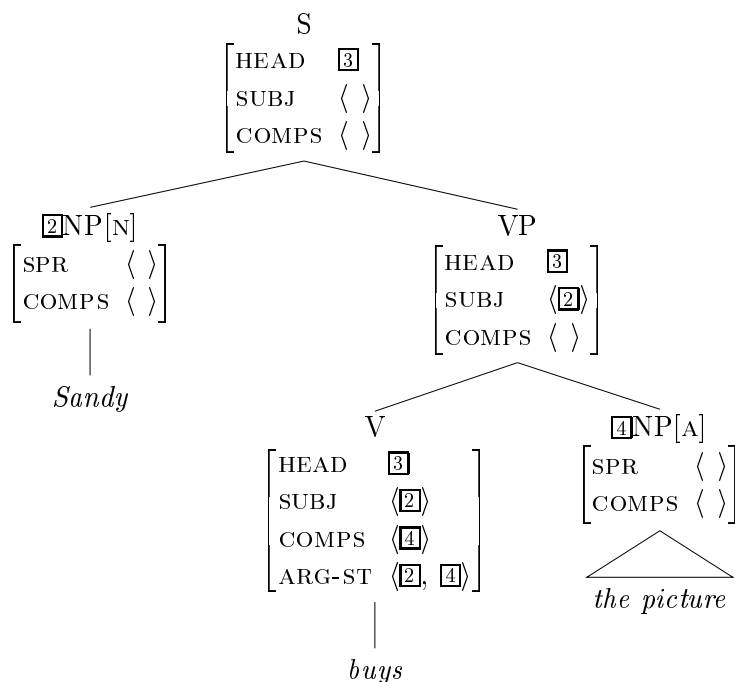 S
[HEAD 3
SUBJ ⟨ ⟩
COMPS ⟨ ⟩]
2NP[N]
[SPR ⟨ ⟩
COMPS ⟨ ⟩]
Sandy
VP
[HEAD 3
SUBJ ⟨2⟩
COMPS ⟨ ⟩]
V
[HEAD 3
SUBJ ⟨2⟩
COMPS ⟨4⟩
ARG-ST ⟨2, 4⟩]
buys
4NP[A]
[SPR ⟨ ⟩
COMPS ⟨ ⟩]
the picture